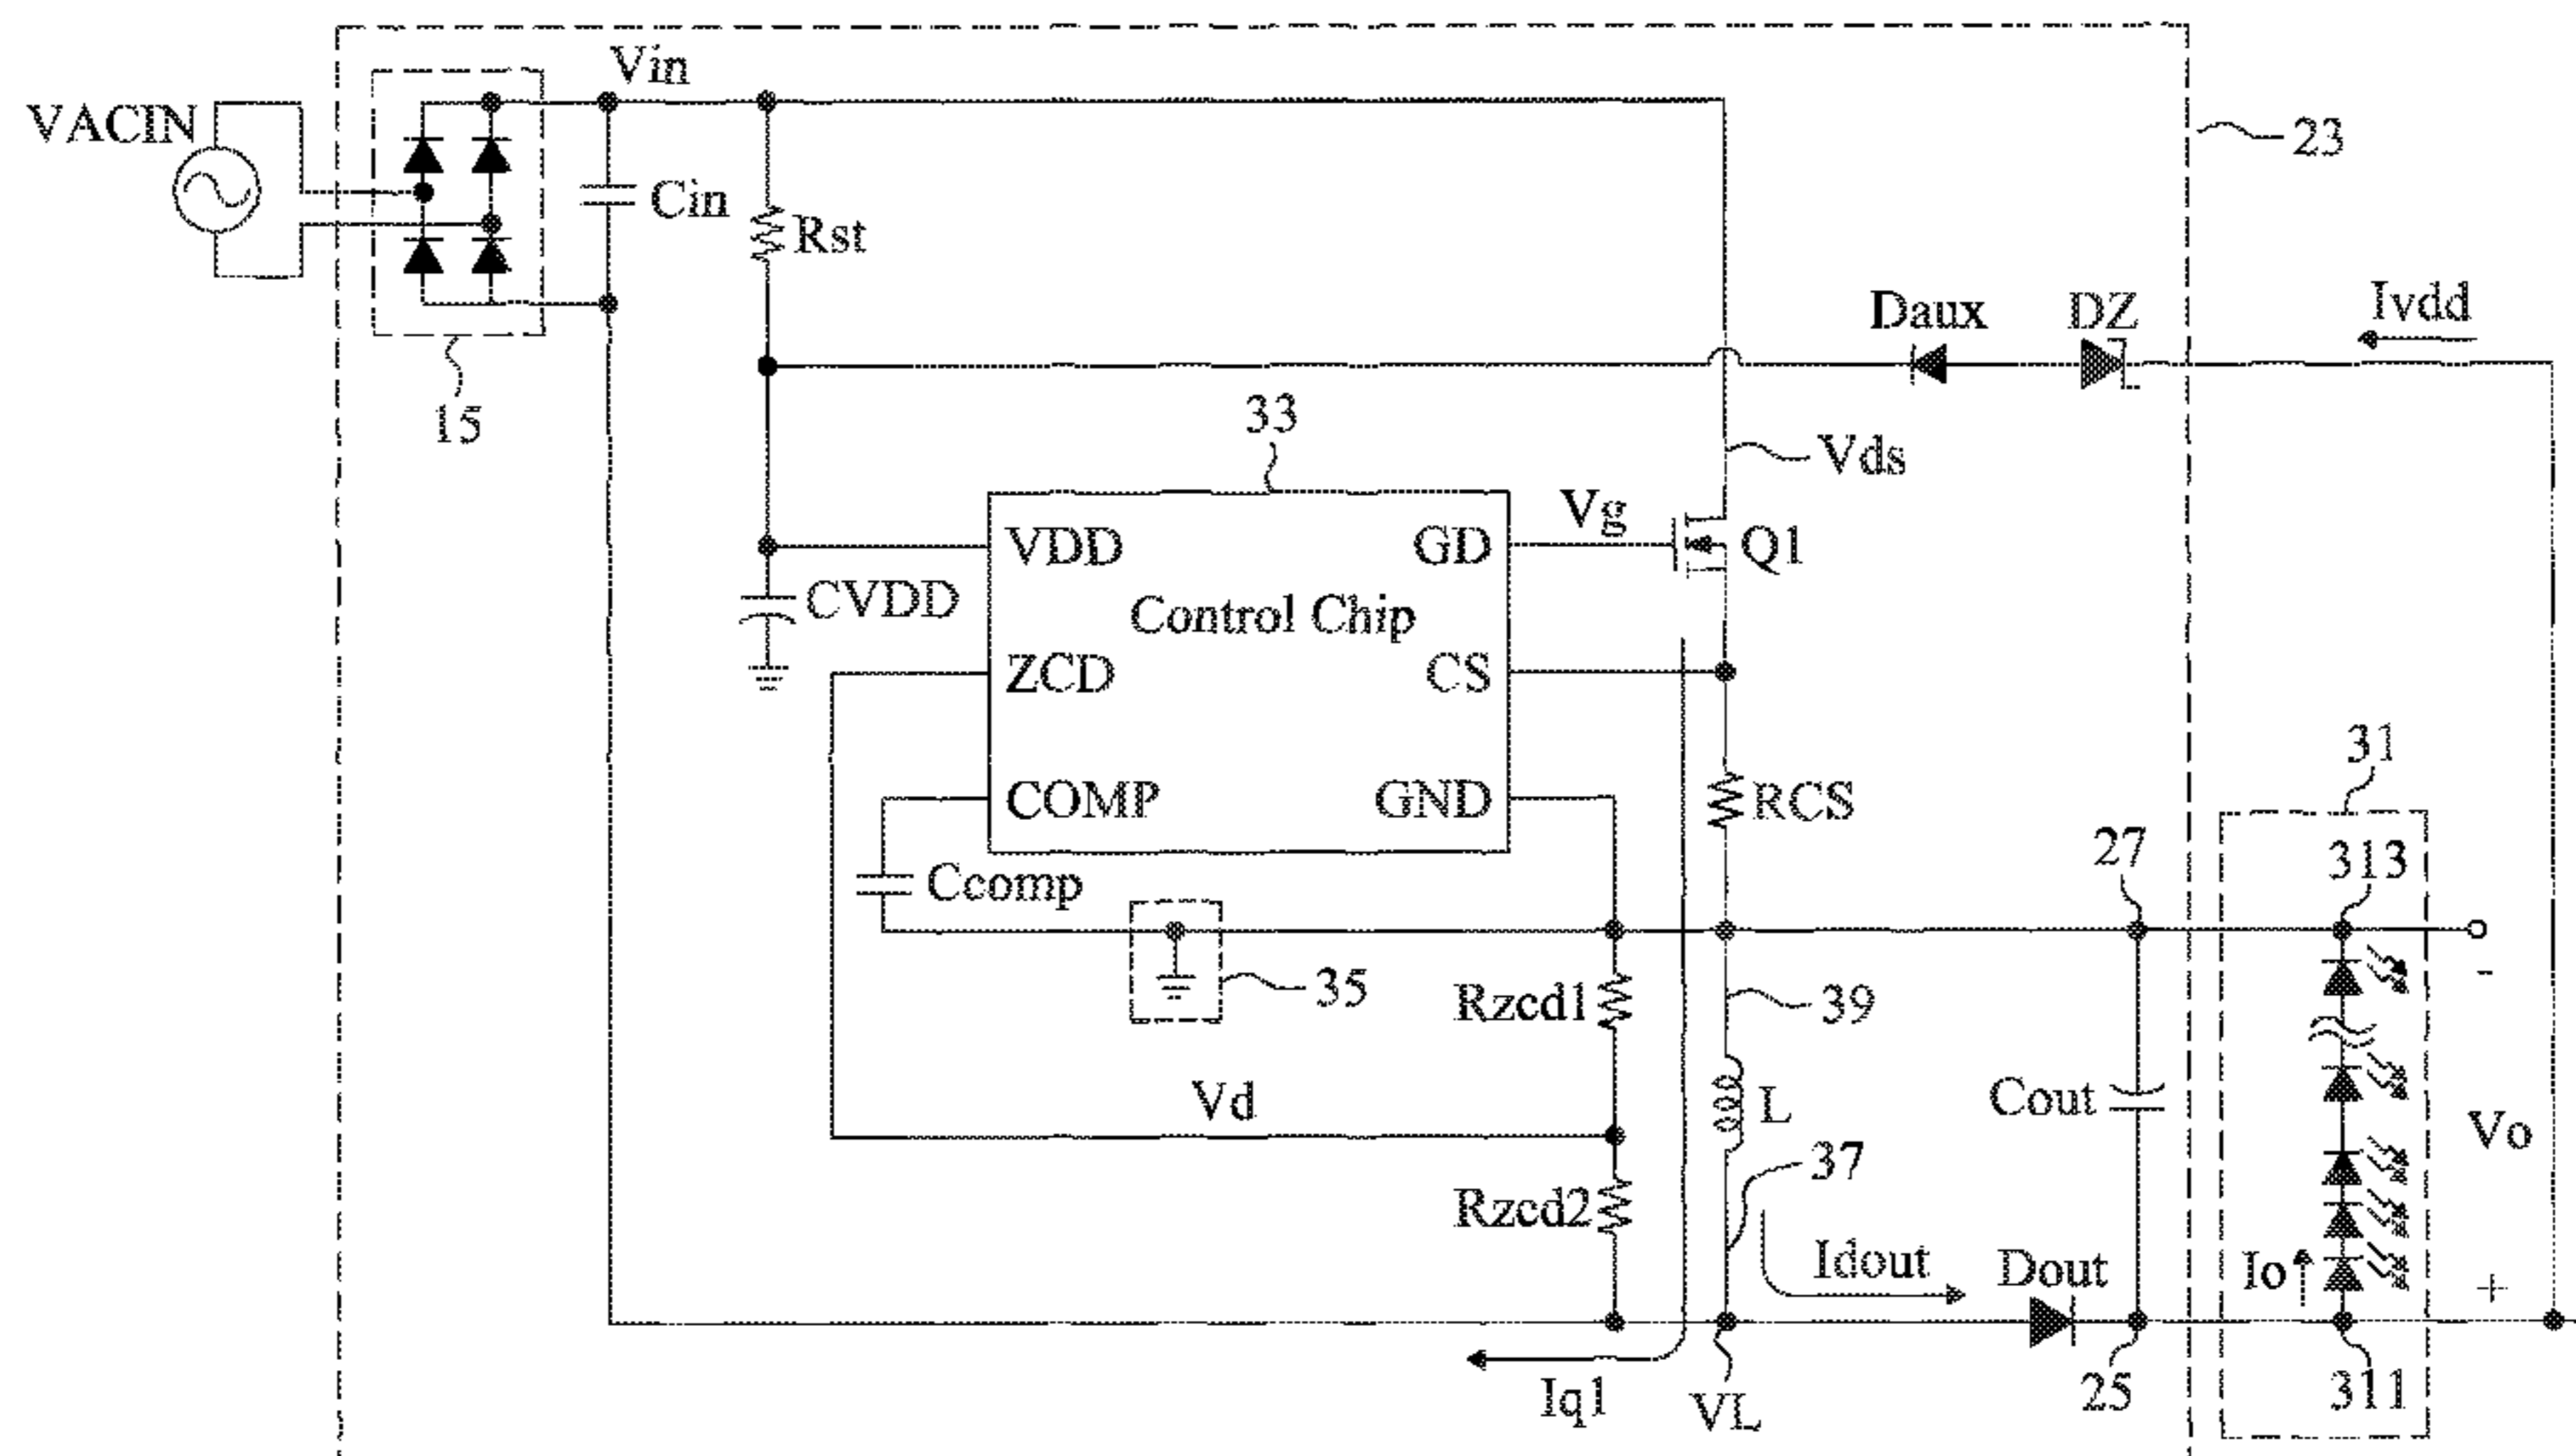 Vin
VACIN
23
Cin
Rst
Daux
DZ
Ivdd
15
33
Vds
Vg
VDD
GD
Q1
CVDD
Control Chip
ZCD
CS
31
COMP
GND
RCS
27
313
Ccomp
35
Rzcd1
39
-
Vd
Cout
L
Vo
37
Rzcd2
Idout
Dout
Io
+
Iq1
VL
25
311